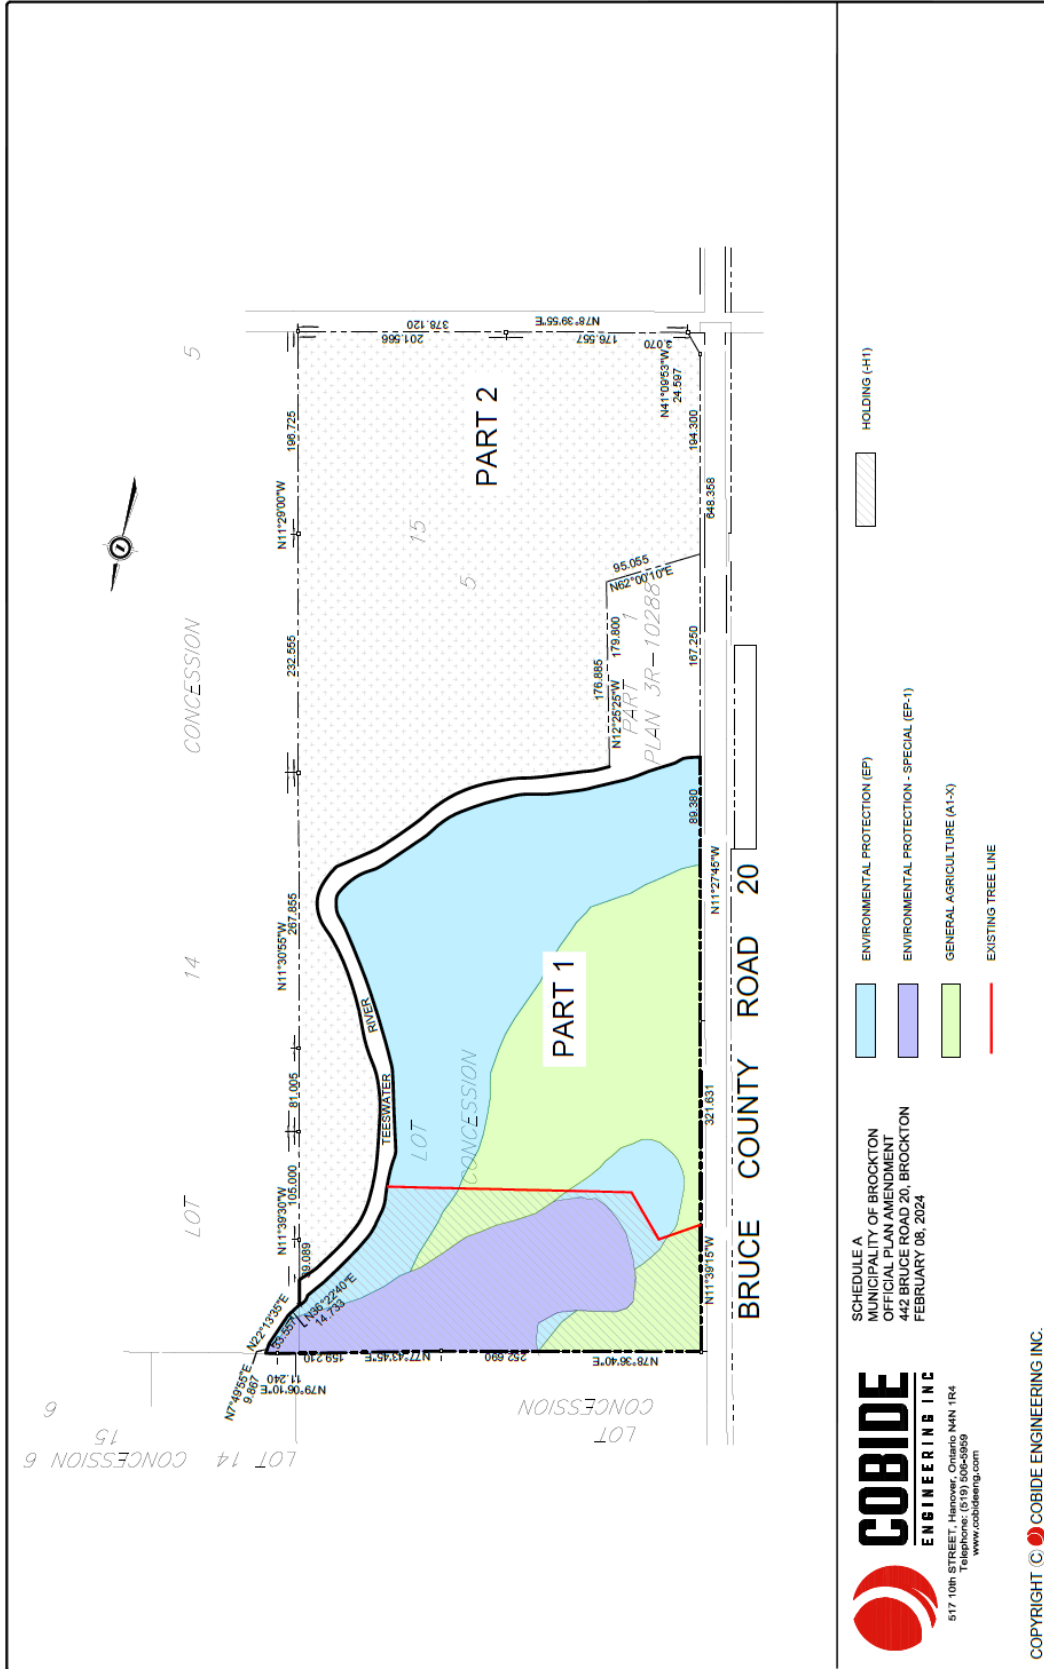 LOT
14
CONCESSION
5
N7°49'55"E
9.867
N22°13'35"E
33.557
N36°22'40"E
14.733
N79°06'10"E
11.240
159.210
N77°43'45"E
252.690
N78°36'40"E
N11°39'30"W
105.000
81.005
N11°30'55"W
267.855
232.555
N11°29'00"W
196.725
378.120
201.566
N78°39'55"E
176.557
3.070
N41°09'53"W
24.597
194.300
648.358
95.055
N62°00'10"E
176.885
179.800
N12°25'25"W
167.250
PART 1
PLAN 3R-10288
89.380
N11°27'45"W
321.631
N11°39'15"W
TEESWATER
RIVER
LOT
15
CONCESSION
5
PART 1
PART 2
BRUCE COUNTY ROAD 20
6
15
CONCESSION 6
LOT 14
CONCESSION
LOT
COBIDE
ENGINEERING INC
517 10th STREET, Hanover, Ontario N4N 1R4
Telephone: (519) 506-5959
www.cobideeng.com
SCHEDULE A
MUNICIPALITY OF BROCKTON
OFFICIAL PLAN AMENDMENT
442 BRUCE ROAD 20, BROCKTON
FEBRUARY 08, 2024
ENVIRONMENTAL PROTECTION (EP)
ENVIRONMENTAL PROTECTION - SPECIAL (EP-1)
GENERAL AGRICULTURE (A1-X)
EXISTING TREE LINE
HOLDING (-H1)
COPYRIGHT © COBIDE ENGINEERING INC.